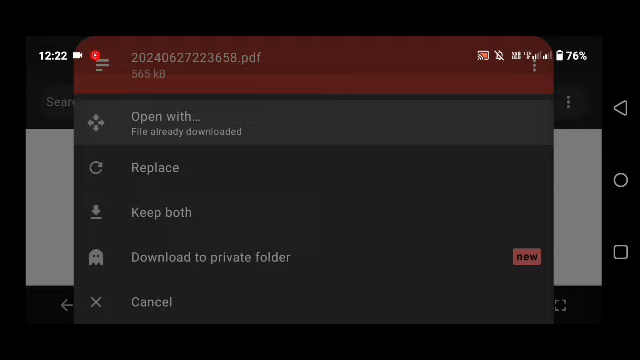 12:22
76%
20240627223658.pdf
565 kB
Sear
Open with...
File already downloaded
Replace
Keep both
Download to private folder
new
Cancel